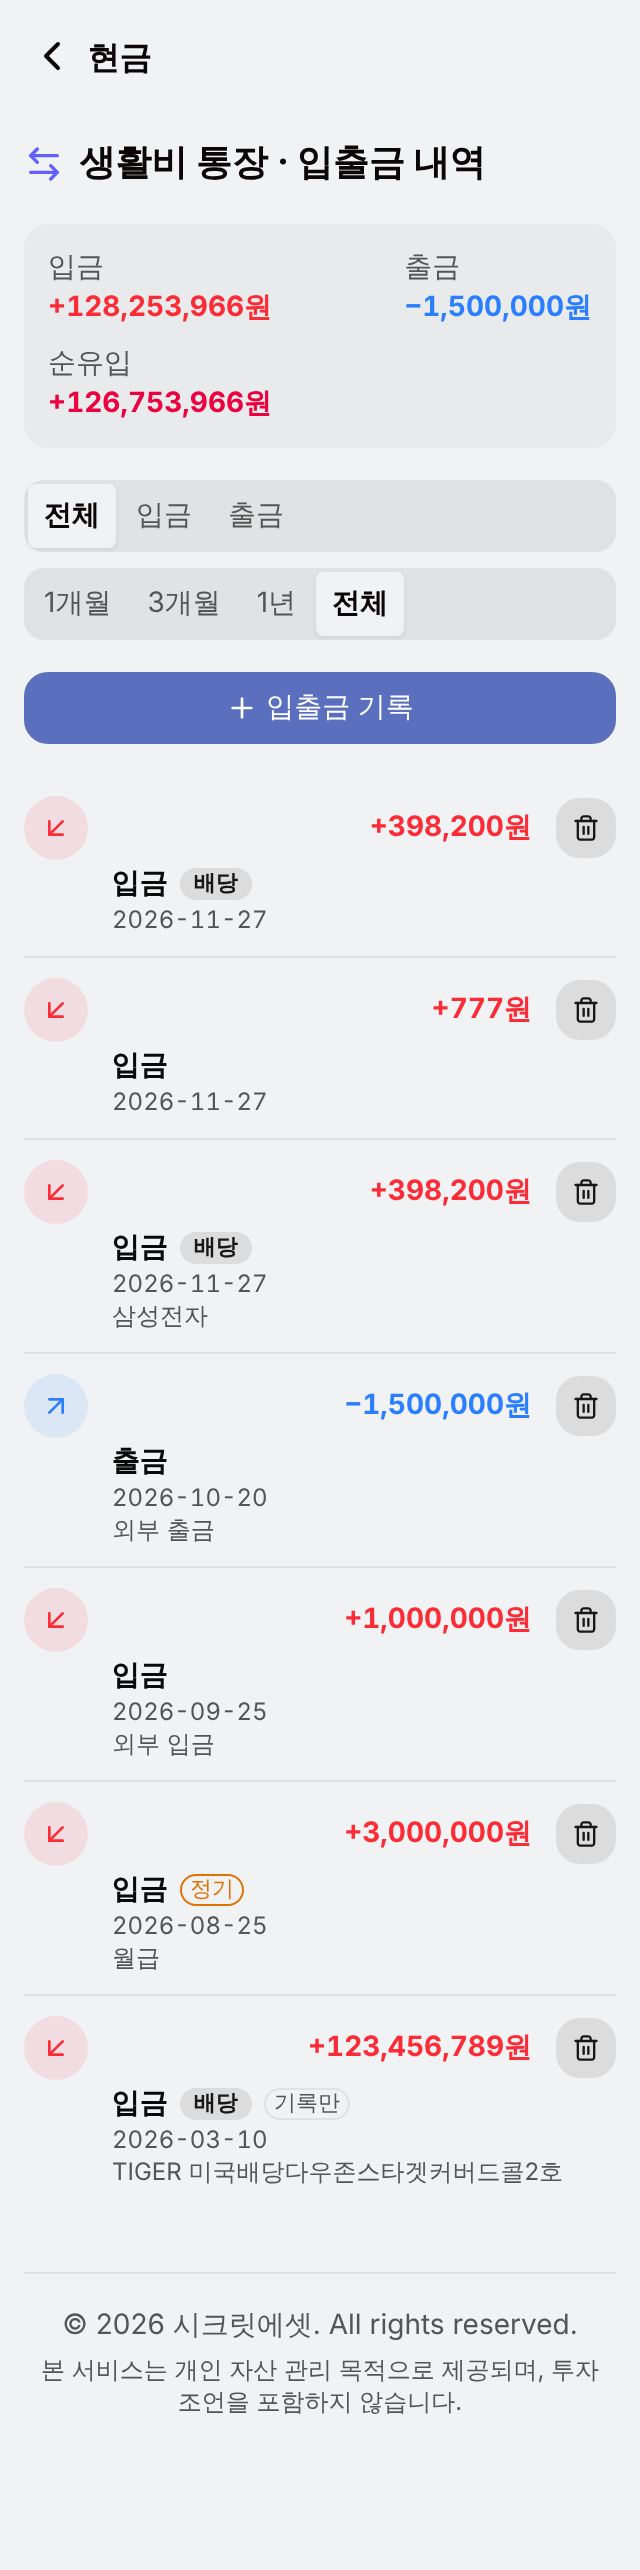 현금
생활비 통장 · 입출금 내역
입금 출금
+128,253,966원 −1,500,000원
순유입
+126,753,966원
전체 입금 출금
1개월 3개월 1년 전체
+ 입출금 기록
+398,200원
입금 배당
2026-11-27
+777원
입금
2026-11-27
+398,200원
입금 배당
2026-11-27
삼성전자
−1,500,000원
출금
2026-10-20
외부 출금
+1,000,000원
입금
2026-09-25
외부 입금
+3,000,000원
입금 정기
2026-08-25
월급
+123,456,789원
입금 배당 기록만
2026-03-10
TIGER 미국배당다우존스타겟커버드콜2호
© 2026 시크릿에셋. All rights reserved.
본 서비스는 개인 자산 관리 목적으로 제공되며, 투자
조언을 포함하지 않습니다.